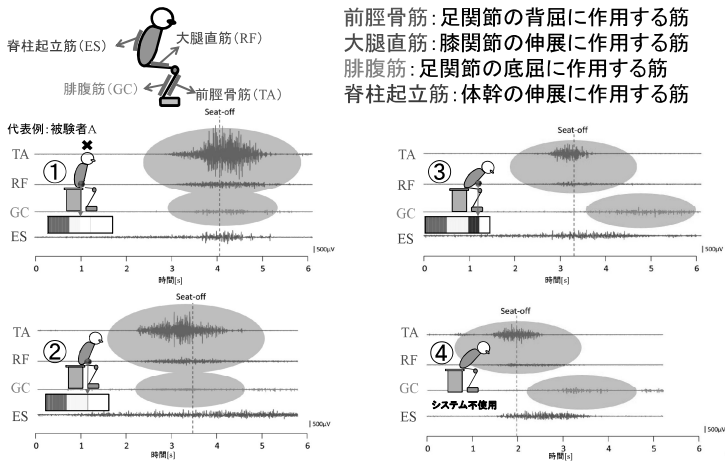 脊柱起立筋(ES)
大腿直筋(RF)
腓腹筋(GC)
前脛骨筋(TA)
前脛骨筋：足関節の背屈に作用する筋
大腿直筋：膝関節の伸展に作用する筋
腓腹筋：足関節の底屈に作用する筋
脊柱起立筋：体幹の伸展に作用する筋
代表例：被験者A
Seat-off
①
TA
RF
GC
ES
500μV
0 1 2 3 4 5 6
時間[s]
Seat-off
③
TA
RF
GC
ES
500μV
0 1 2 3 4 5 6
時間[s]
Seat-off
②
TA
RF
GC
ES
500μV
0 1 2 3 4 5 6
時間[s]
Seat-off
④
TA
RF
GC
システム不使用
ES
500μV
0 1 2 3 4 5 6
時間[s]